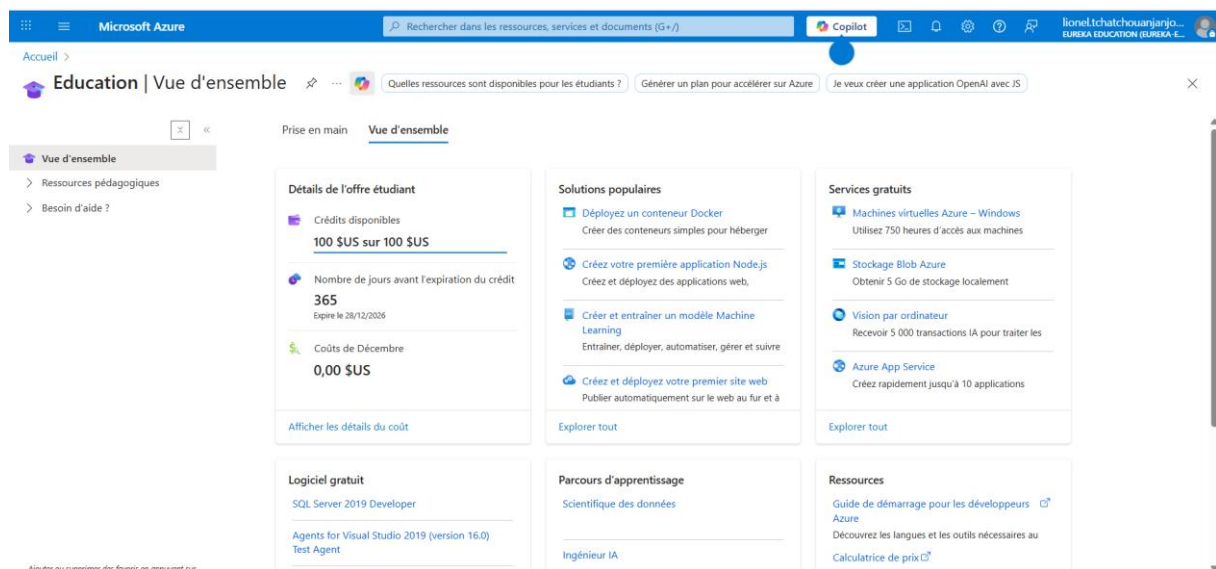 Microsoft Azure
Rechercher dans les ressources, services et documents (G+/)
Copilot
lionel.tchatchouanjanjo...
EUREKA EDUCATION (EUREKA-E...
Accueil >
Education | Vue d'ensemble
Quelles ressources sont disponibles pour les étudiants ?
Générer un plan pour accélérer sur Azure
Je veux créer une application OpenAI avec JS
Vue d'ensemble
Ressources pédagogiques
Besoin d'aide ?
Prise en main
Vue d'ensemble
Détails de l'offre étudiant
Crédits disponibles
100 $US sur 100 $US
Nombre de jours avant l'expiration du crédit
365
Expire le 28/12/2026
Coûts de Décembre
0,00 $US
Afficher les détails du coût
Solutions populaires
Déployez un conteneur Docker
Créer des conteneurs simples pour héberger
Créez votre première application Node.js
Créez et déployez des applications web,
Créer et entraîner un modèle Machine
Learning
Entraîner, déployer, automatiser, gérer et suivre
Créez et déployez votre premier site web
Publier automatiquement sur le web au fur et à
Explorer tout
Services gratuits
Machines virtuelles Azure – Windows
Utilisez 750 heures d'accès aux machines
Stockage Blob Azure
Obtenir 5 Go de stockage localement
Vision par ordinateur
Recevoir 5 000 transactions IA pour traiter les
Azure App Service
Créez rapidement jusqu'à 10 applications
Explorer tout
Logiciel gratuit
SQL Server 2019 Developer
Agents for Visual Studio 2019 (version 16.0)
Test Agent
Parcours d'apprentissage
Scientifique des données
Ingénieur IA
Ressources
Guide de démarrage pour les développeurs
Azure
Découvrez les langues et les outils nécessaires au
Calculatrice de prix
Ajouter ou supprimer des favoris en appuyant sur